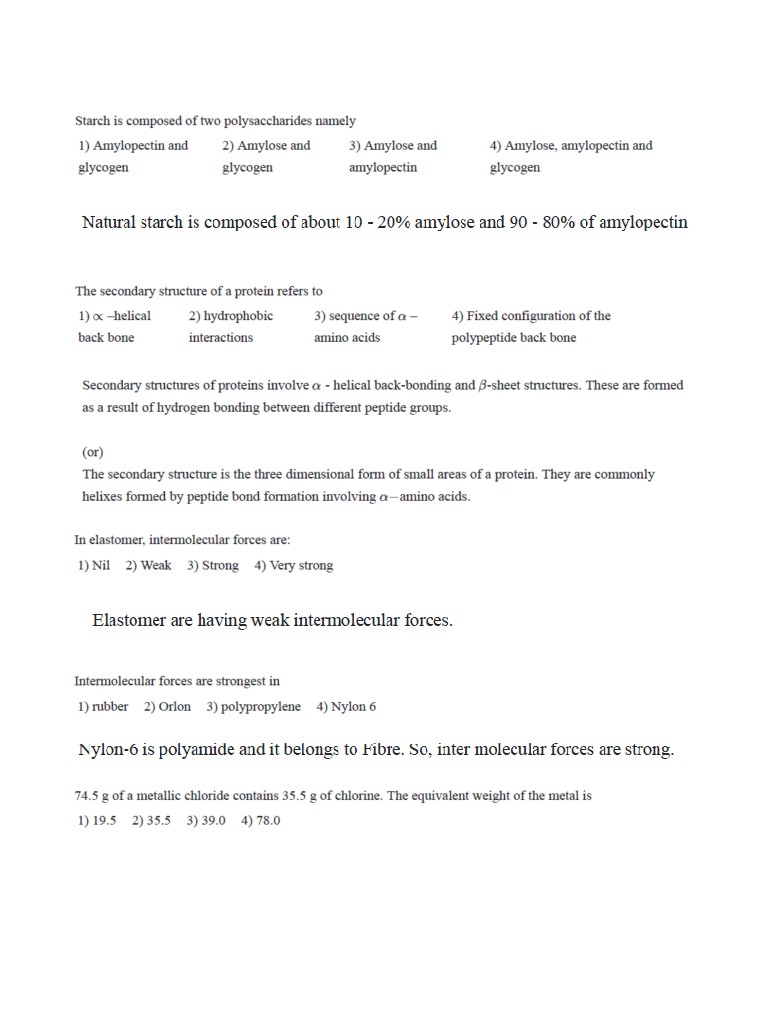 Starch is composed of two polysaccharides namely
1) Amylopectin and 2) Amylose and 3) Amylose and 4) Amylose, amylopectin and
glycogen glycogen amylopectin glycogen
Natural starch is composed of about 10 - 20% amylose and 90 - 80% of amylopectin
The secondary structure of a protein refers to
1) ∝ –helical 2) hydrophobic 3) sequence of α – 4) Fixed configuration of the
back bone interactions amino acids polypeptide back bone
Secondary structures of proteins involve α - helical back-bonding and β-sheet structures. These are formed
as a result of hydrogen bonding between different peptide groups.
(or)
The secondary structure is the three dimensional form of small areas of a protein. They are commonly
helixes formed by peptide bond formation involving α−amino acids.
In elastomer, intermolecular forces are:
1) Nil 2) Weak 3) Strong 4) Very strong
Elastomer are having weak intermolecular forces.
Intermolecular forces are strongest in
1) rubber 2) Orlon 3) polypropylene 4) Nylon 6
Nylon-6 is polyamide and it belongs to Fibre. So, inter molecular forces are strong.
74.5 g of a metallic chloride contains 35.5 g of chlorine. The equivalent weight of the metal is
1) 19.5 2) 35.5 3) 39.0 4) 78.0